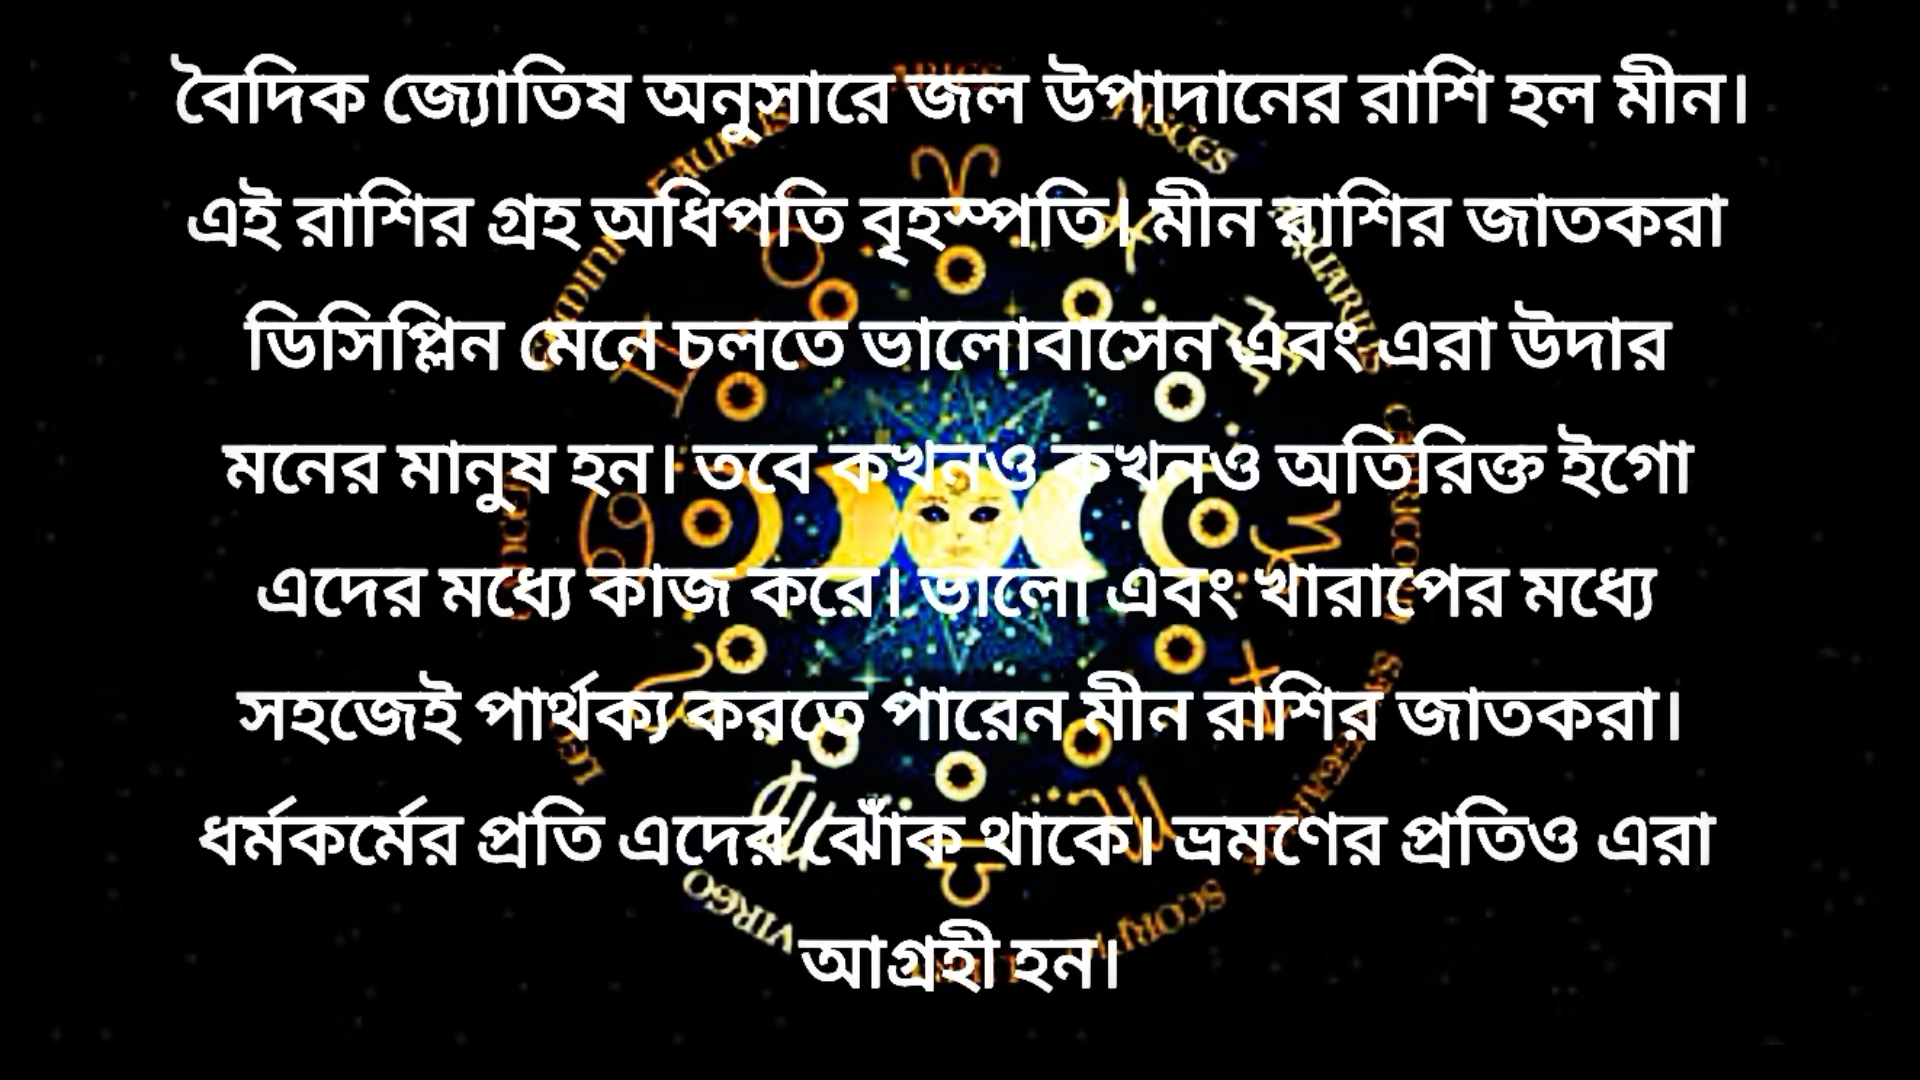 বৈদিক জ্যোতিষ অনুসারে জল উপাদানের রাশি হল মীন।
এই রাশির গ্রহ অধিপতি বৃহস্পতি। মীন রাশির জাতকরা
ডিসিপ্লিন মেনে চলতে ভালোবাসেন এবং এরা উদার
মনের মানুষ হন। তবে কখনও কখনও অতিরিক্ত ইগো
এদের মধ্যে কাজ করে। ভালো এবং খারাপের মধ্যে
সহজেই পার্থক্য করতে পারেন মীন রাশির জাতকরা।
ধর্মকর্মের প্রতি এদের ঝোঁক থাকে। ভ্রমণের প্রতিও এরা
আগ্রহী হন।
VIRGO